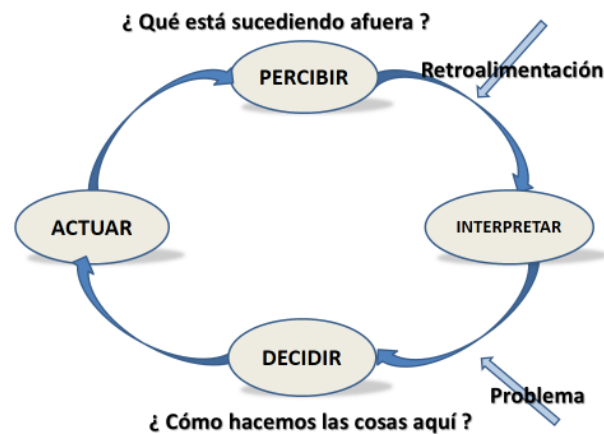 ¿ Qué está sucediendo afuera ?
PERCIBIR
Retroalimentación
ACTUAR
INTERPRETAR
DECIDIR
Problema
¿ Cómo hacemos las cosas aquí ?